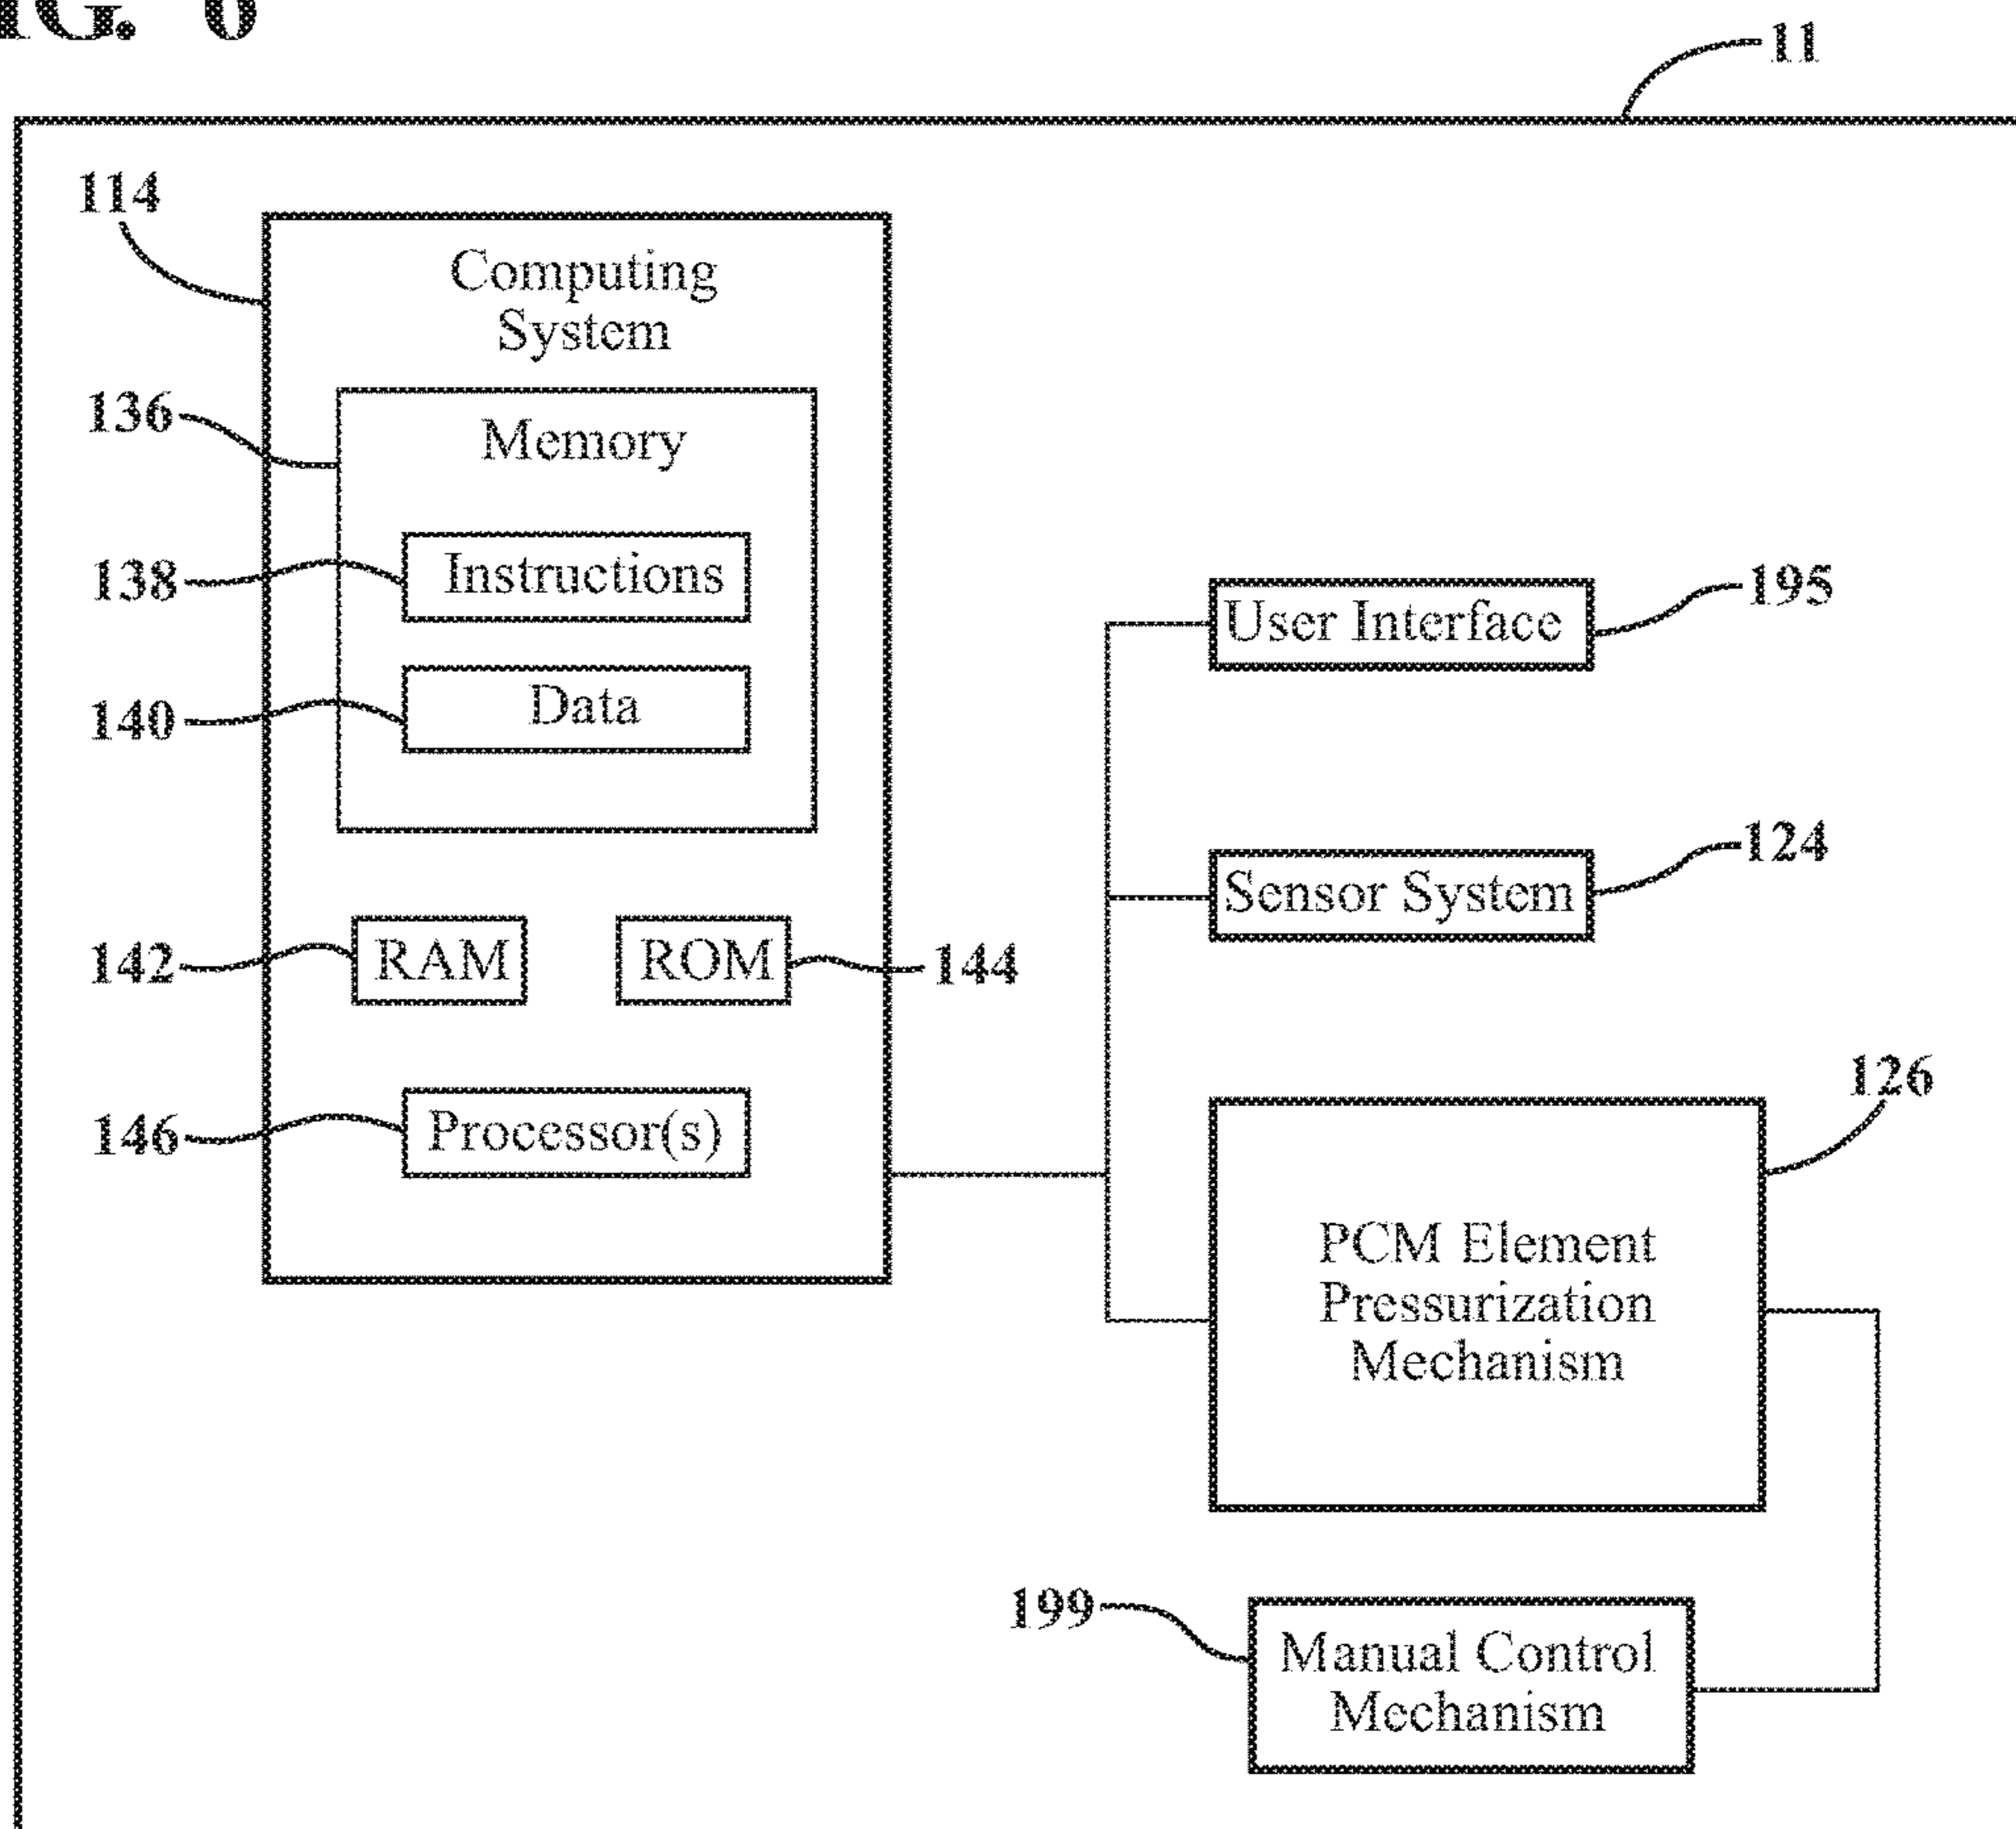 11
114
Computing
System
136
Memory
138
Instructions
140
Data
142
RAM
ROM
144
146
Processor(s)
User Interface
195
Sensor System
124
126
PCM Element
Pressurization
Mechanism
199
Manual Control
Mechanism